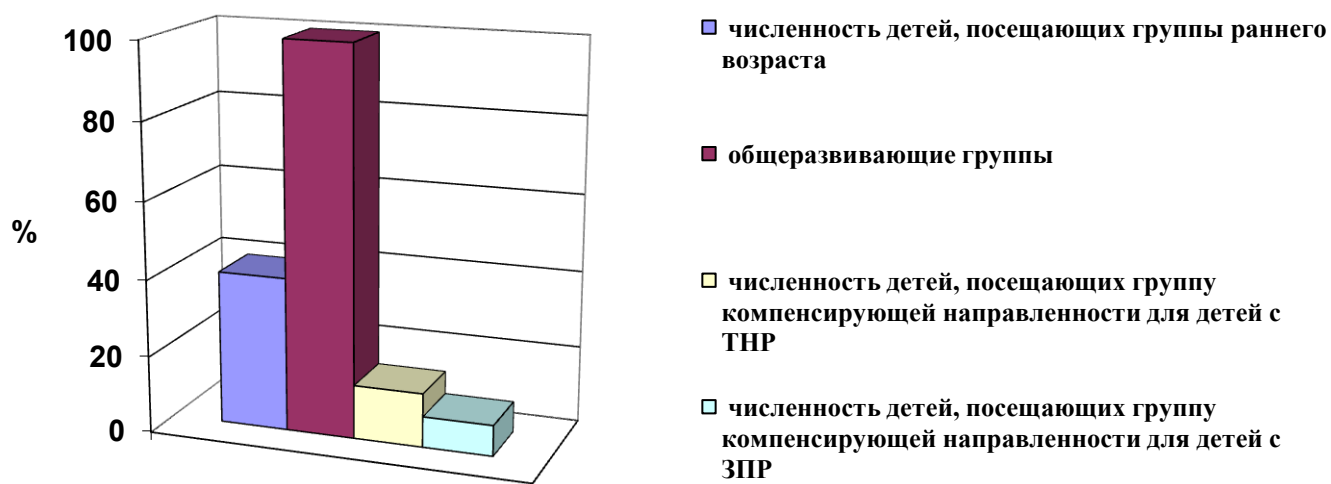 100
80
60
%
40
20
0
численность детей, посещающих группы раннего
возраста
общеразвивающие группы
численность детей, посещающих группу
компенсирующей направленности для детей с
ТНР
численность детей, посещающих группу
компенсирующей направленности для детей с
ЗПР